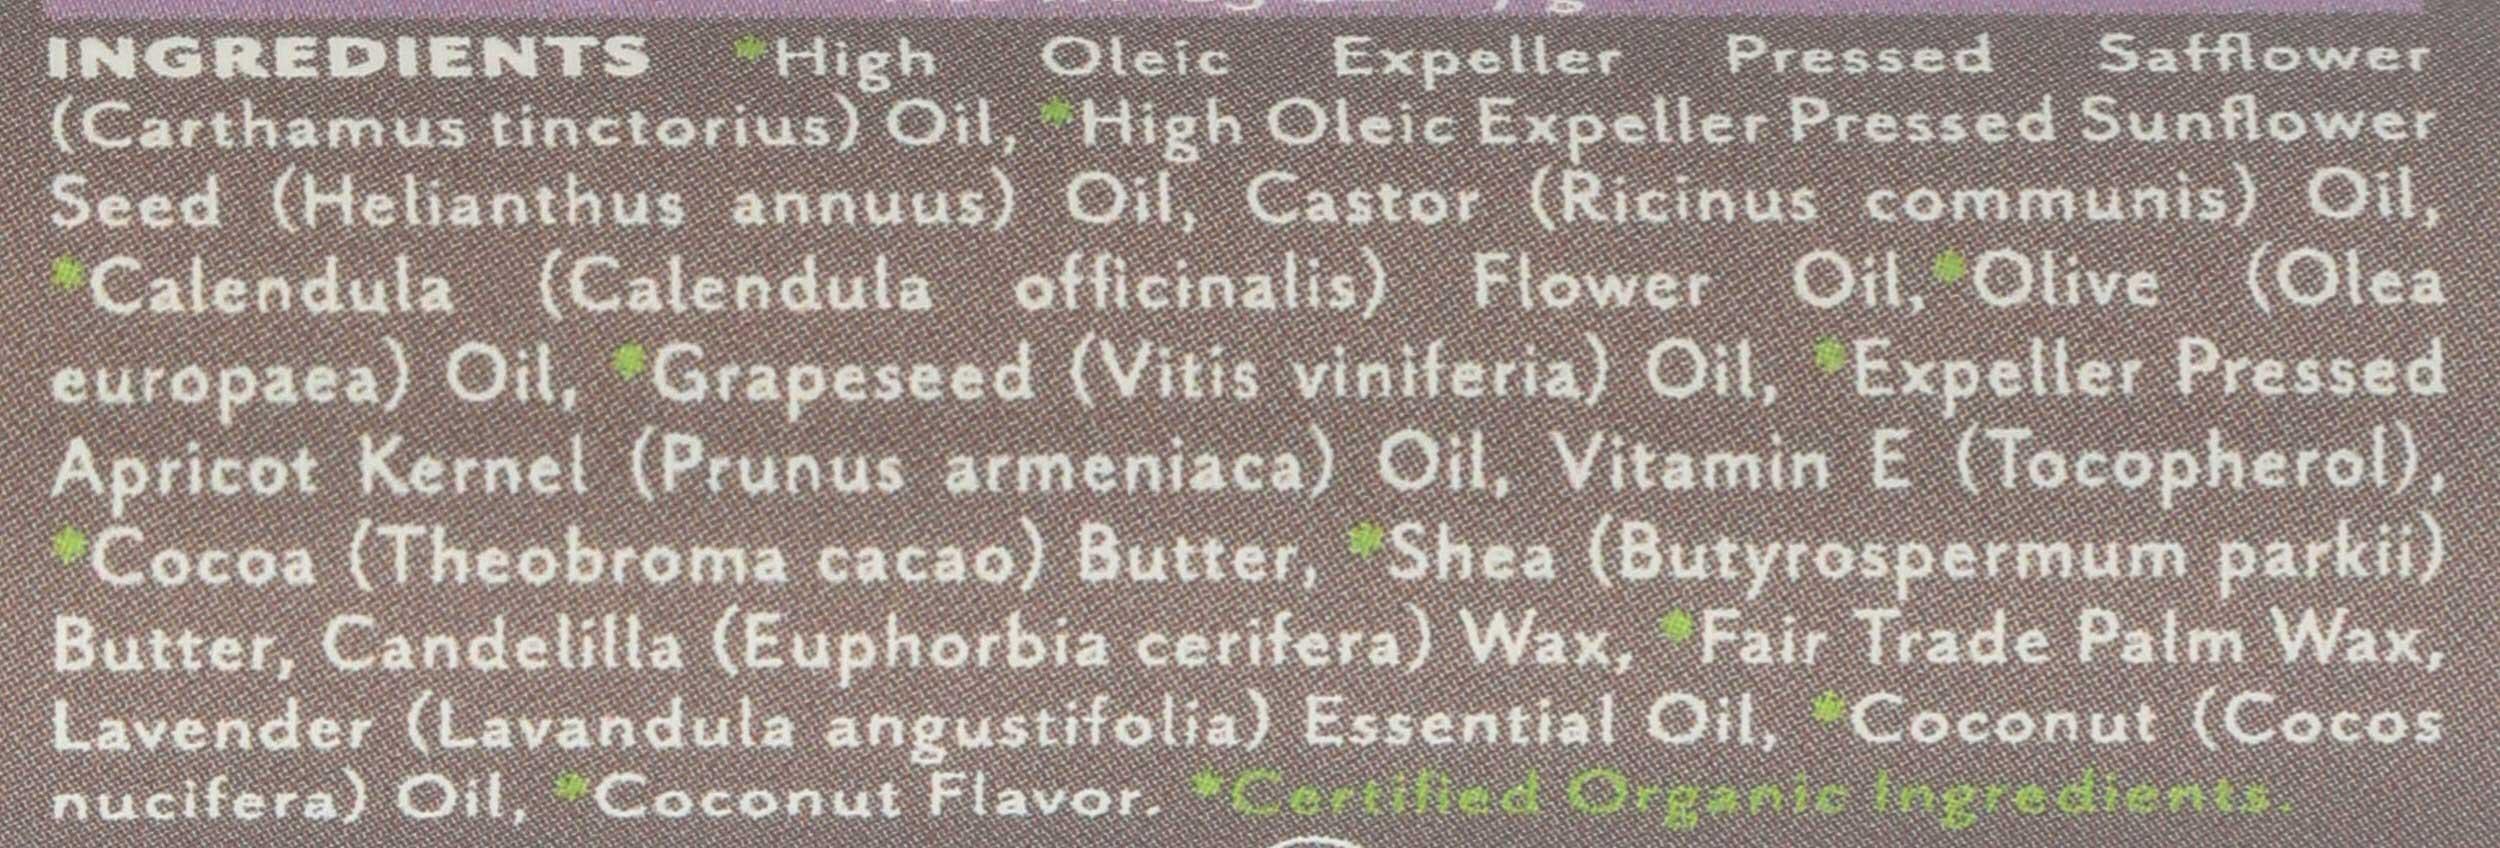 INGREDIENTS *High Oleic Expeller Pressed Safflower
(Carthamus tinctorius) Oil, *High Oleic Expeller Pressed Sunflower
Seed (Helianthus annuus) Oil, Castor (Ricinus communis) Oil,
*Calendula (Calendula officinalis) Flower Oil,*Olive (Olea
europaea) Oil, *Grapeseed (Vitis viniferia) Oil, *Expeller Pressed
Apricot Kernel (Prunus armeniaca) Oil, Vitamin E (Tocopherol),
*Cocoa (Theobroma cacao) Butter, *Shea (Butyrospermum parkii)
Butter, Candelilla (Euphorbia cerifera) Wax, *Fair Trade Palm Wax,
Lavender (Lavandula angustifolia) Essential Oil, *Coconut (Cocos
nucifera) Oil, *Coconut Flavor. *Certified Organic Ingredients.